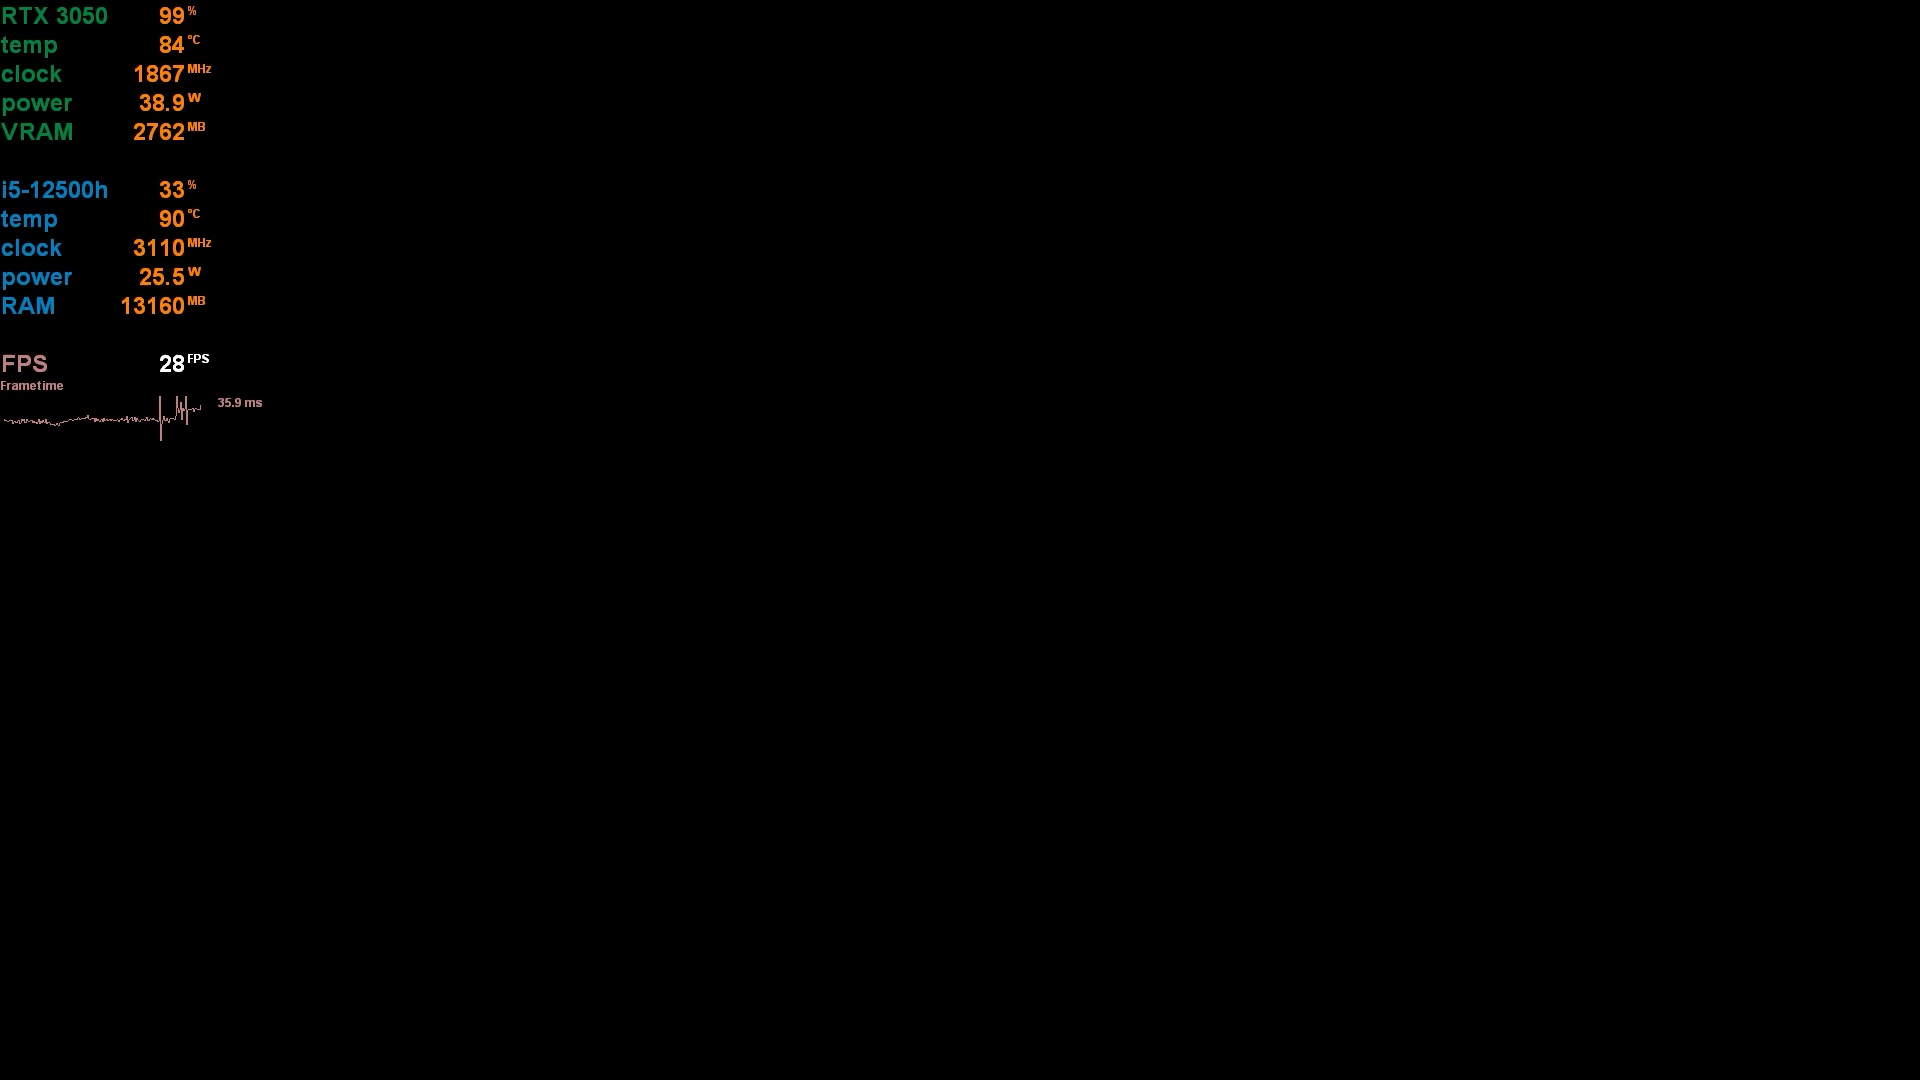 RTX 3050 99 %
temp 84 °C
clock 1867 MHz
power 38.9 W
VRAM 2762 MB
i5-12500h 33 %
temp 90 °C
clock 3110 MHz
power 25.5 W
RAM 13160 MB
FPS 28 FPS
Frametime
35.9 ms